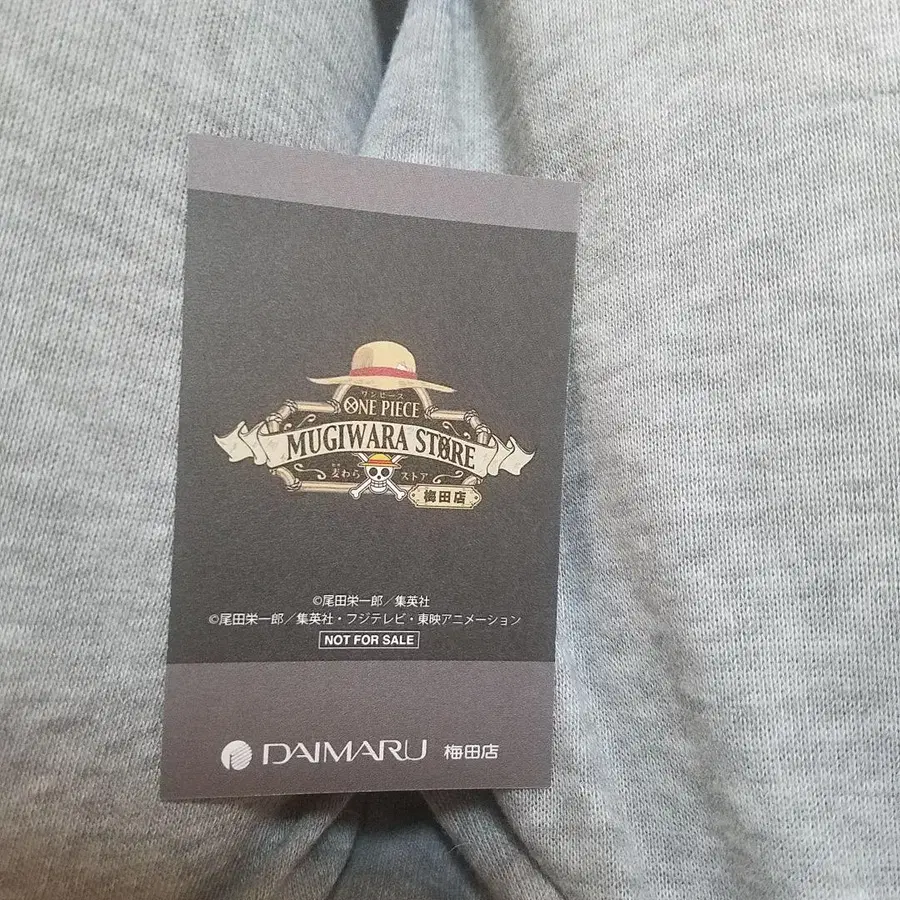 ワンピース
ONE PIECE
MUGIWARA STORE
麦わら ストア
梅田店
©尾田栄一郎／集英社
©尾田栄一郎／集英社・フジテレビ・東映アニメーション
NOT FOR SALE
DAIMARU 梅田店